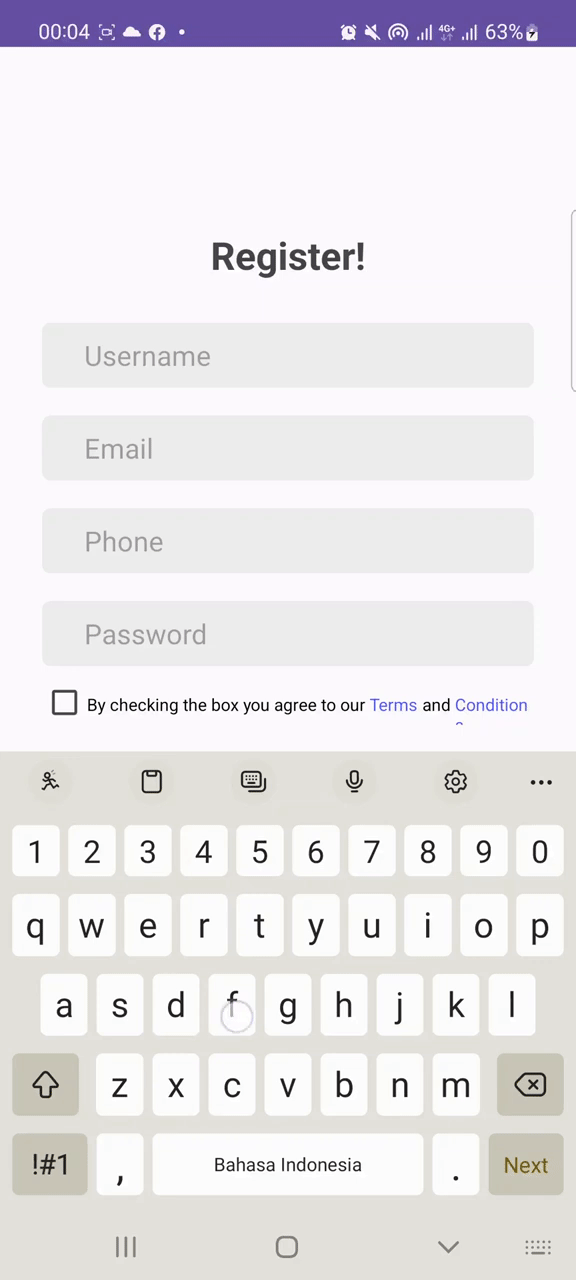 00:04 4G+ 63%
Register!
Username
Email
Phone
Password
By checking the box you agree to our Terms and Condition
1 2 3 4 5 6 7 8 9 0
q w e r t y u i o p
a s d f g h j k l
z x c v b n m
!#1 , Bahasa Indonesia . Next